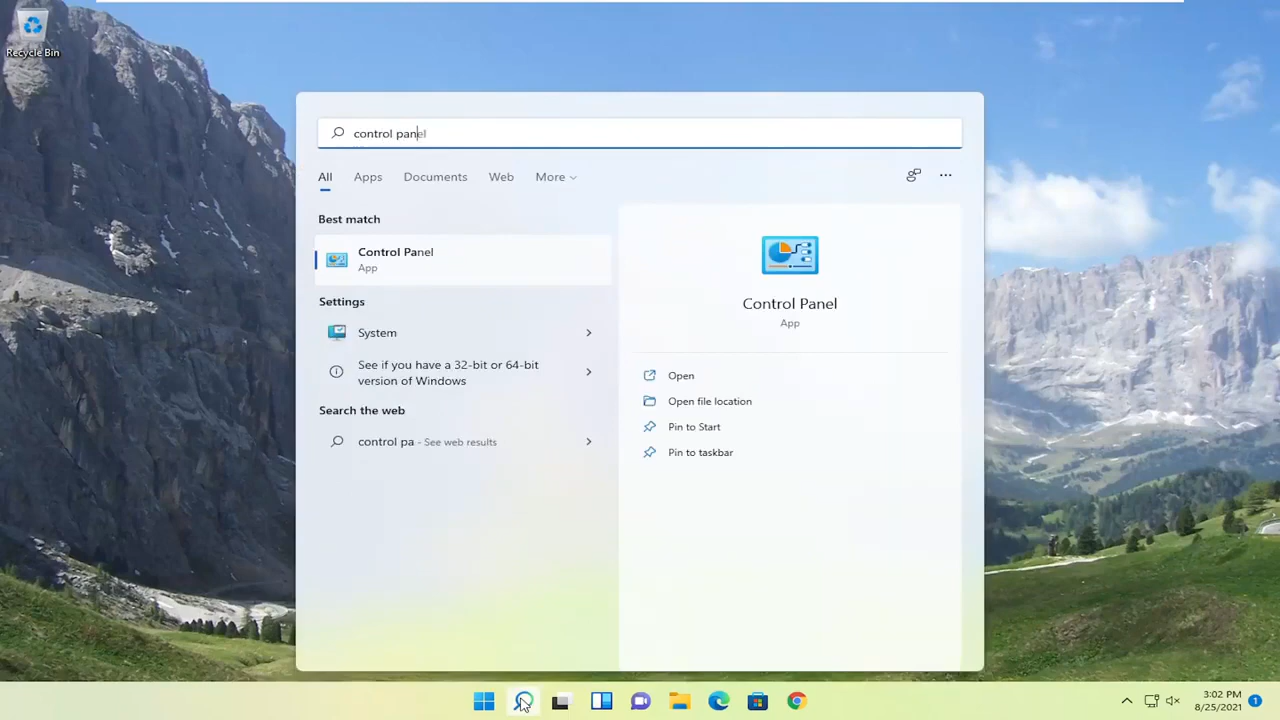 Recycle Bin
control panel
All
Apps
Documents
Web
More
Best match
Control Panel
App
Settings
System
See if you have a 32-bit or 64-bit
version of Windows
Search the web
control pa - See web results
Control Panel
App
Open
Open file location
Pin to Start
Pin to taskbar
3:02 PM
8/25/2021
1